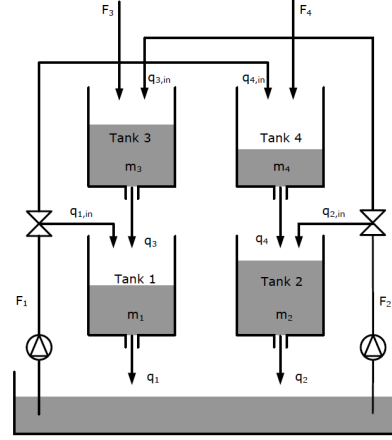 F3 F4
q3,in q4,in
Tank 3 Tank 4
m3 m4
q1,in q2,in
q3 q4
Tank 1 Tank 2
F1 F2
m1 m2
q1 q2